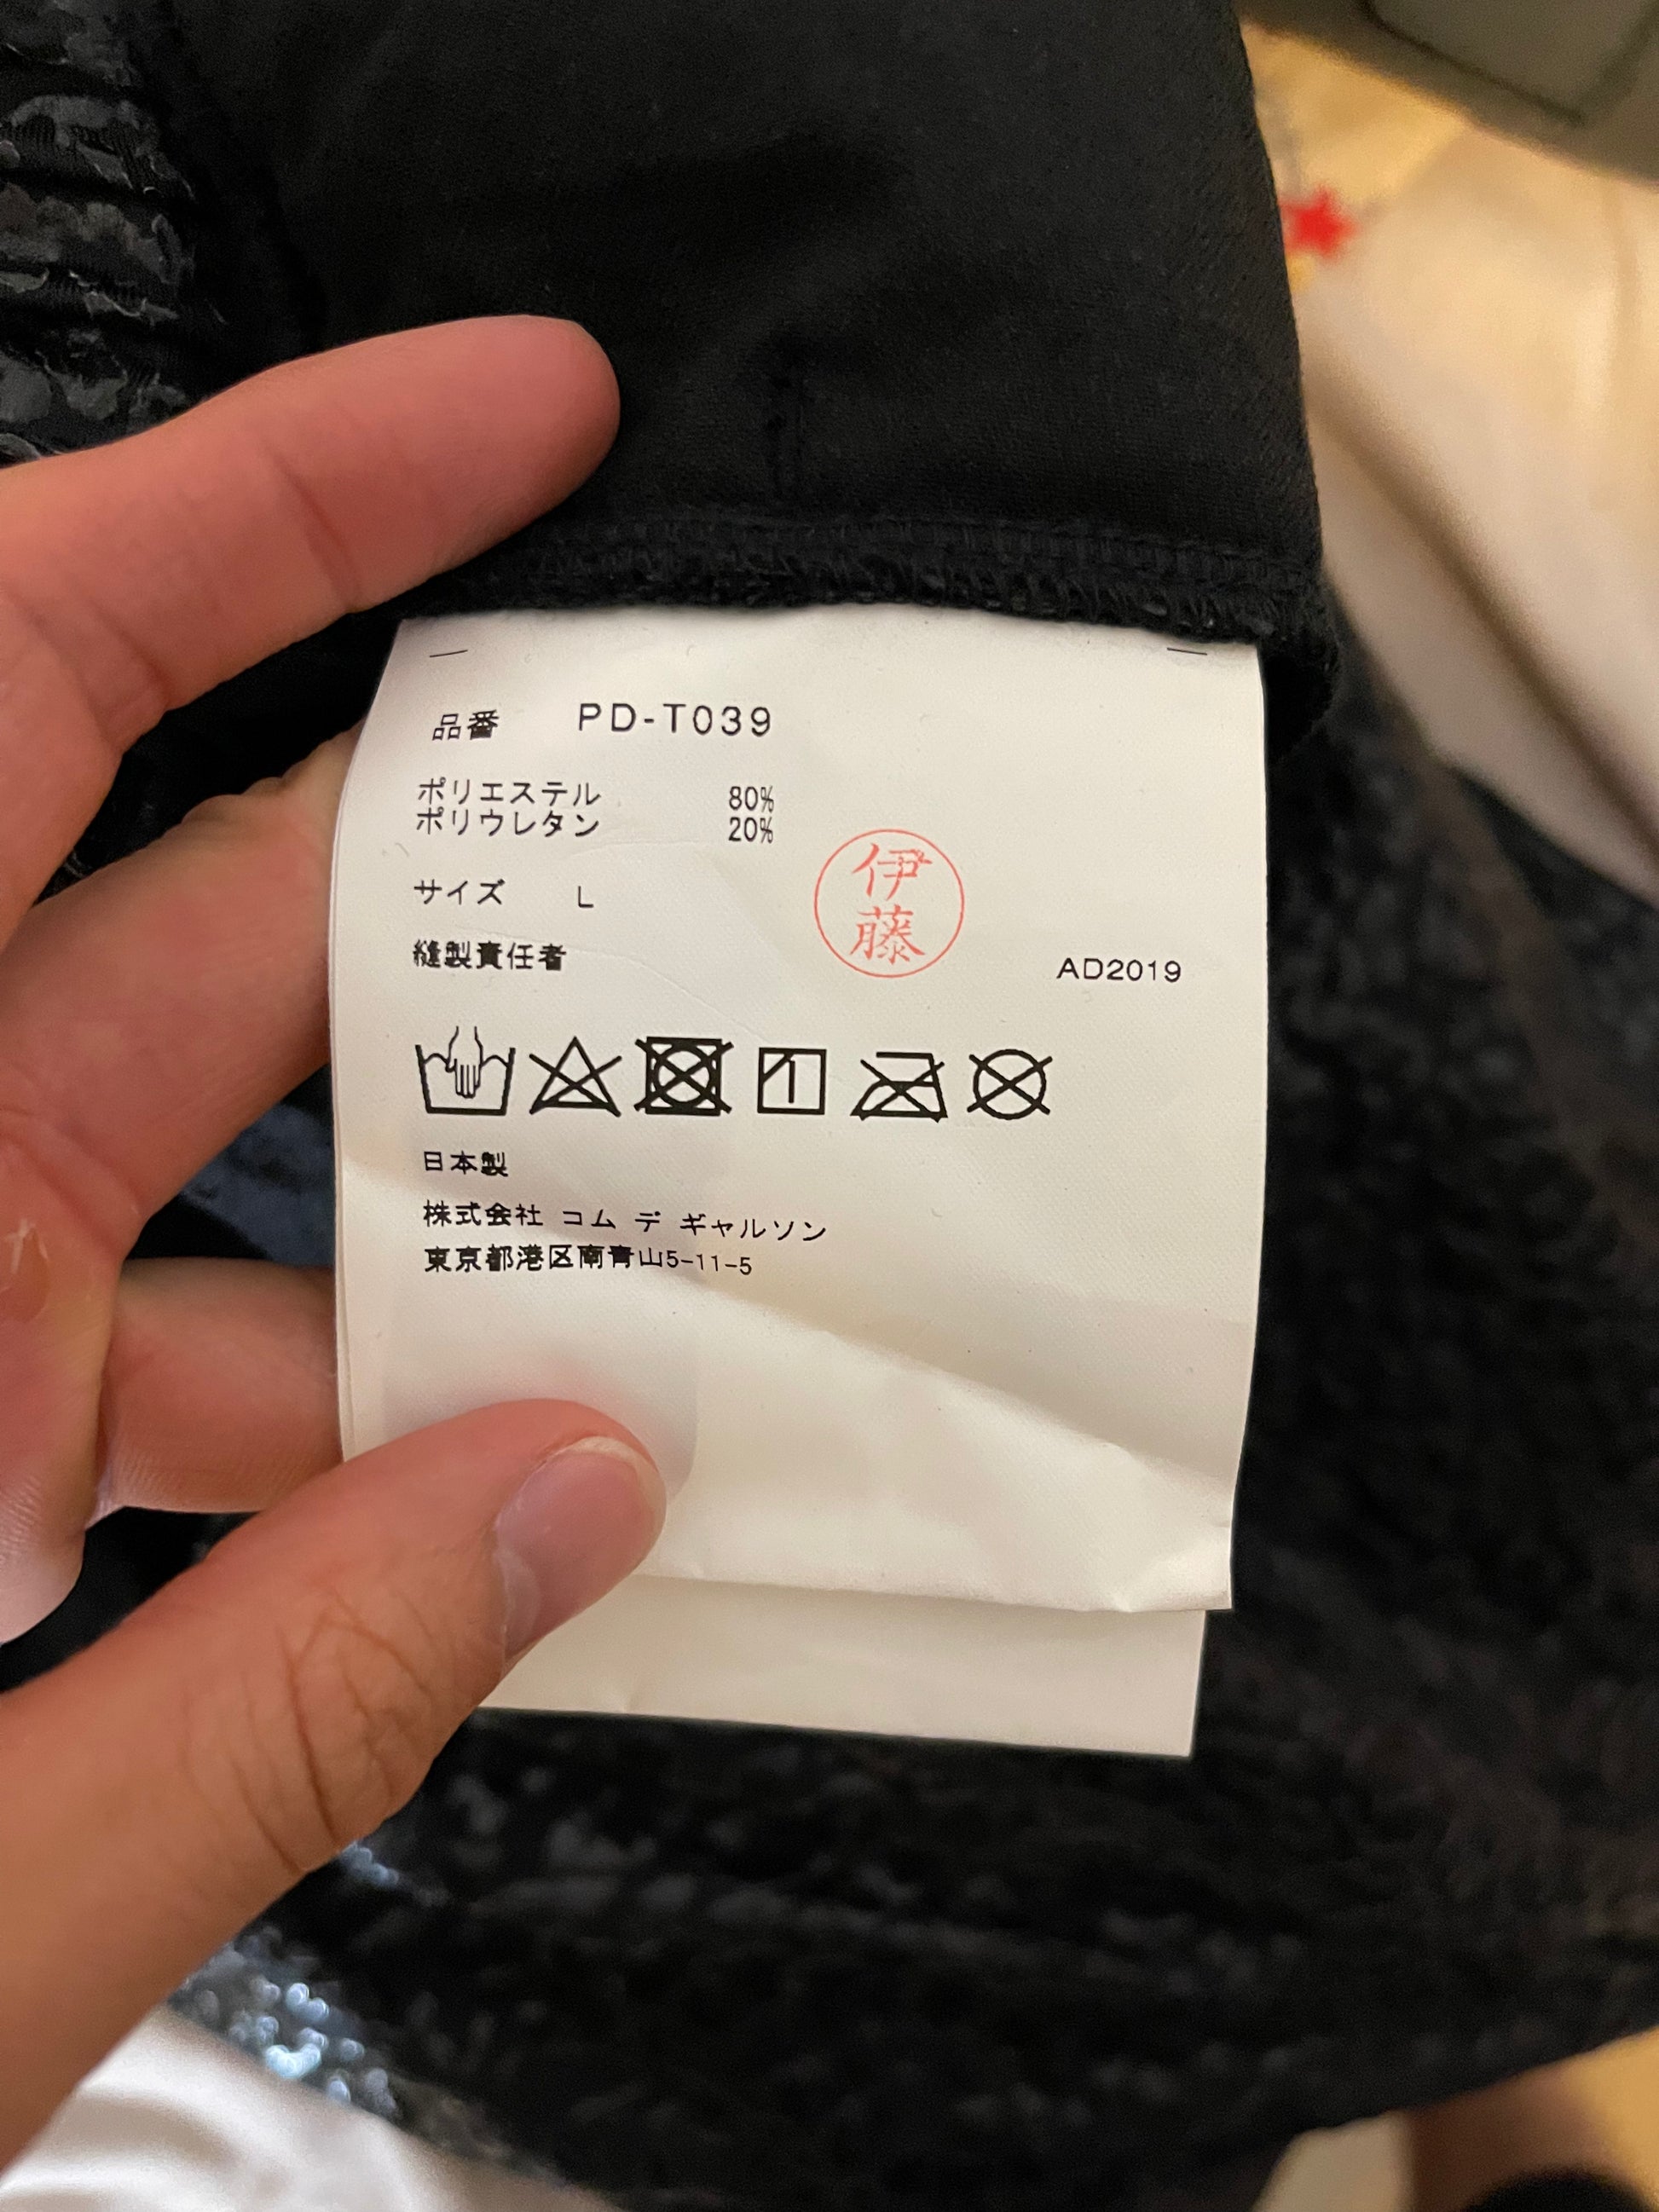 品番 PD-T039
ポリエステル 80%
ポリウレタン 20%
サイズ L
縫製責任者
伊藤
AD2019
日本製
株式会社 コム デ ギャルソン
東京都港区南青山5-11-5